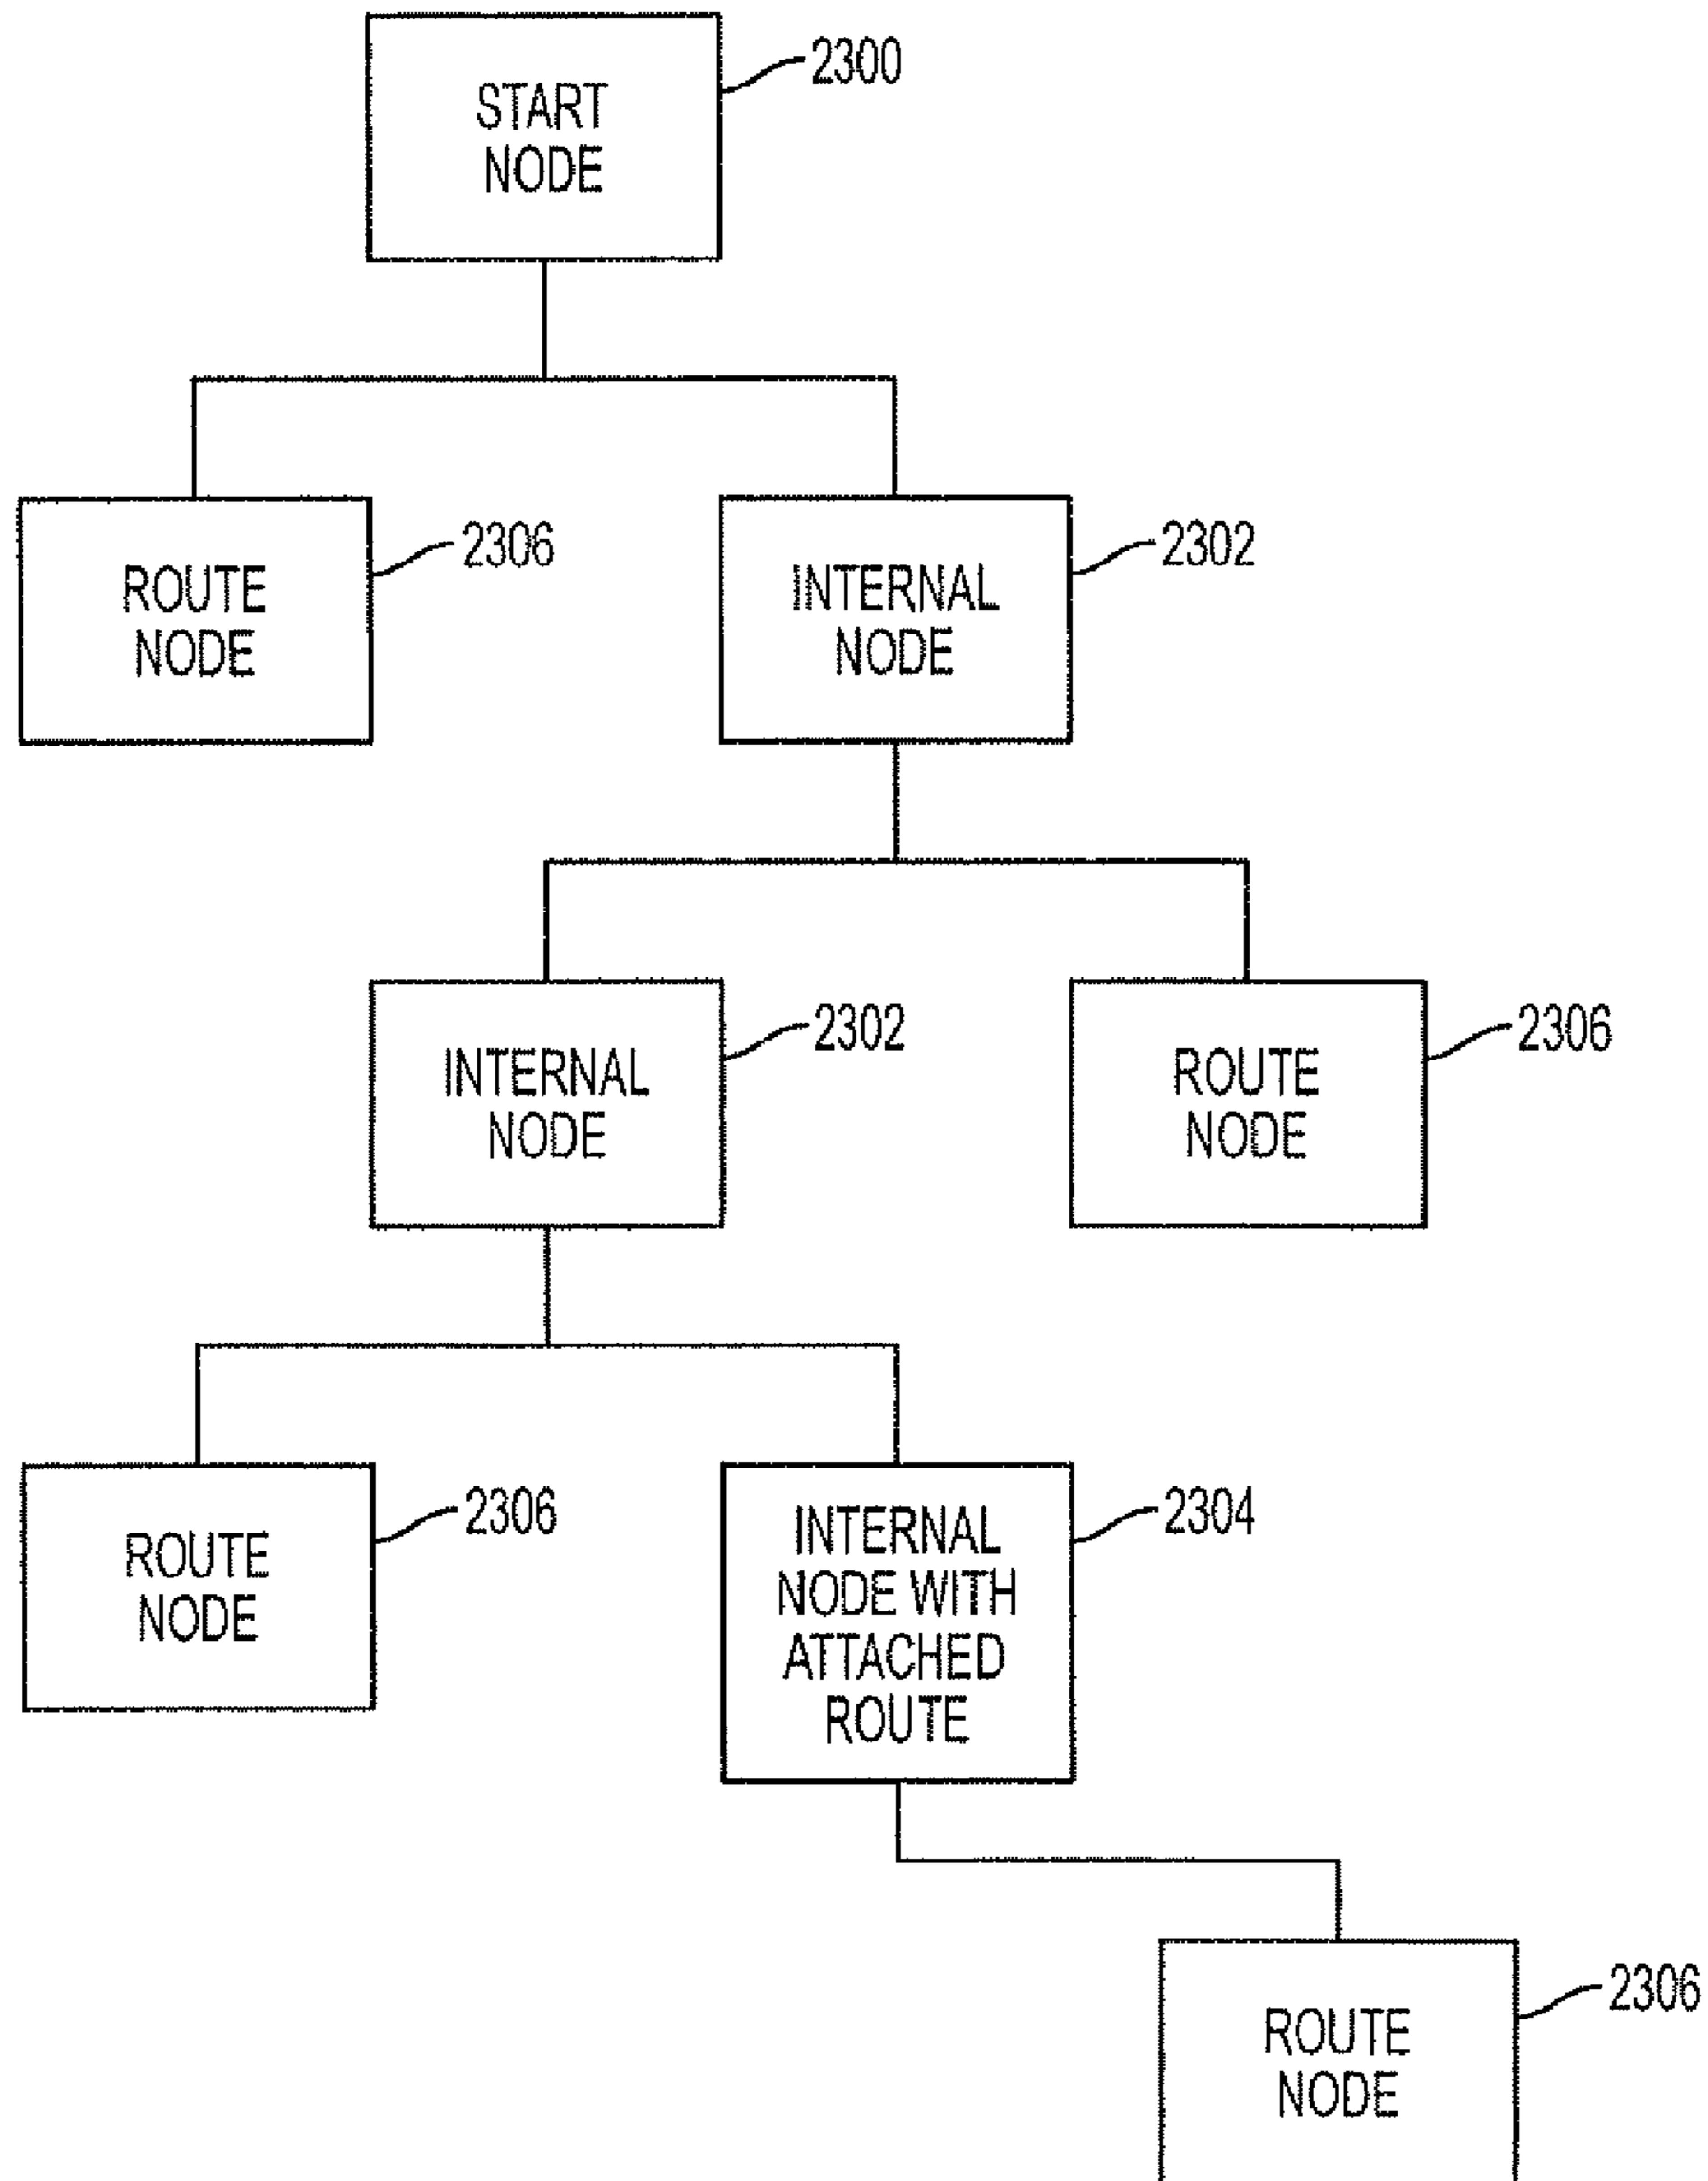 START
NODE
2300
ROUTE
NODE
2306
INTERNAL
NODE
2302
INTERNAL
NODE
2302
ROUTE
NODE
2306
ROUTE
NODE
2306
INTERNAL
NODE WITH
ATTACHED
ROUTE
2304
ROUTE
NODE
2306